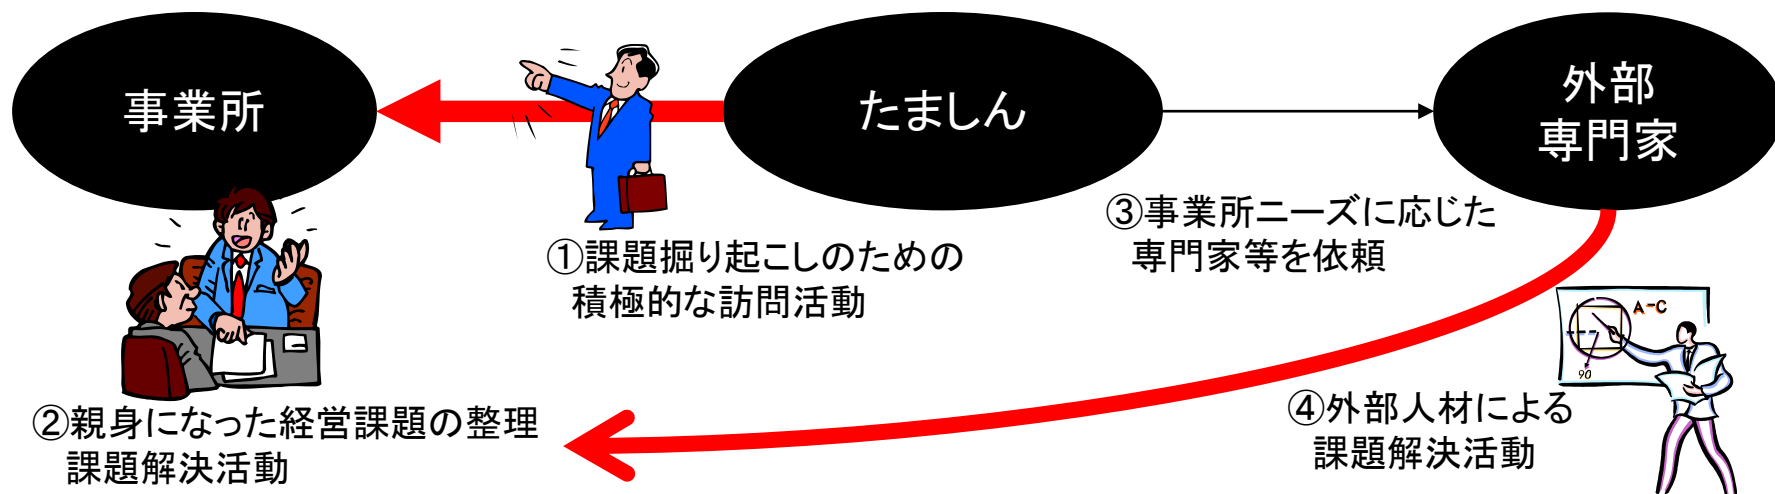 事業所
たましん
外部
専門家
①課題掘り起こしのための
積極的な訪問活動
②親身になった経営課題の整理
課題解決活動
③事業所ニーズに応じた
専門家等を依頼
④外部人材による
課題解決活動
A-C
90